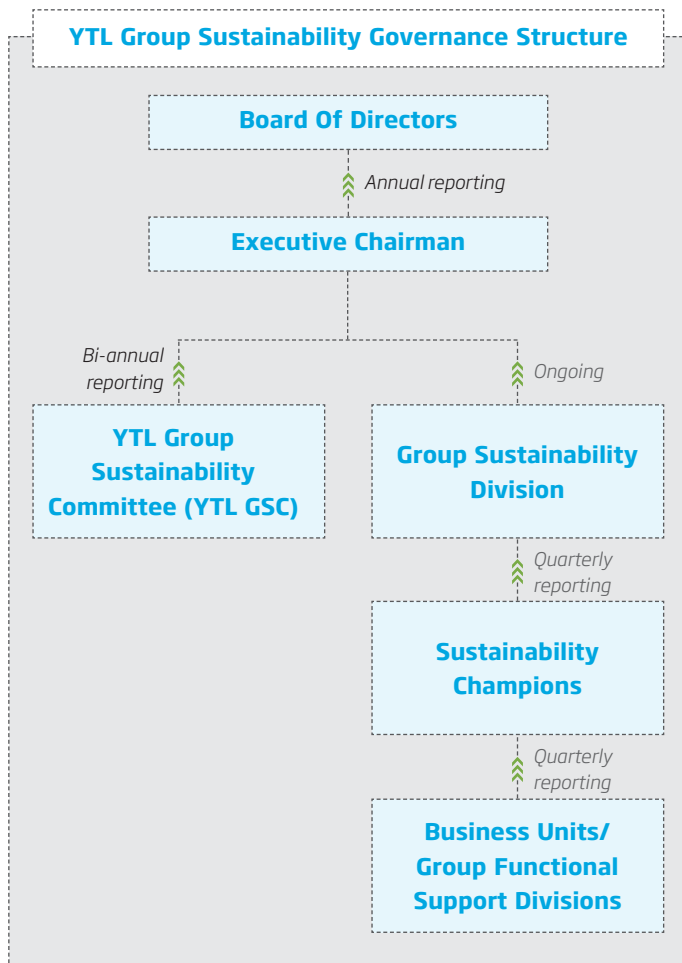 YTL Group Sustainability Governance Structure
Board Of Directors
Annual reporting
Executive Chairman
Bi-annual
reporting
Ongoing
YTL Group
Sustainability
Committee (YTL GSC)
Group Sustainability
Division
Quarterly
reporting
Sustainability
Champions
Quarterly
reporting
Business Units/
Group Functional
Support Divisions